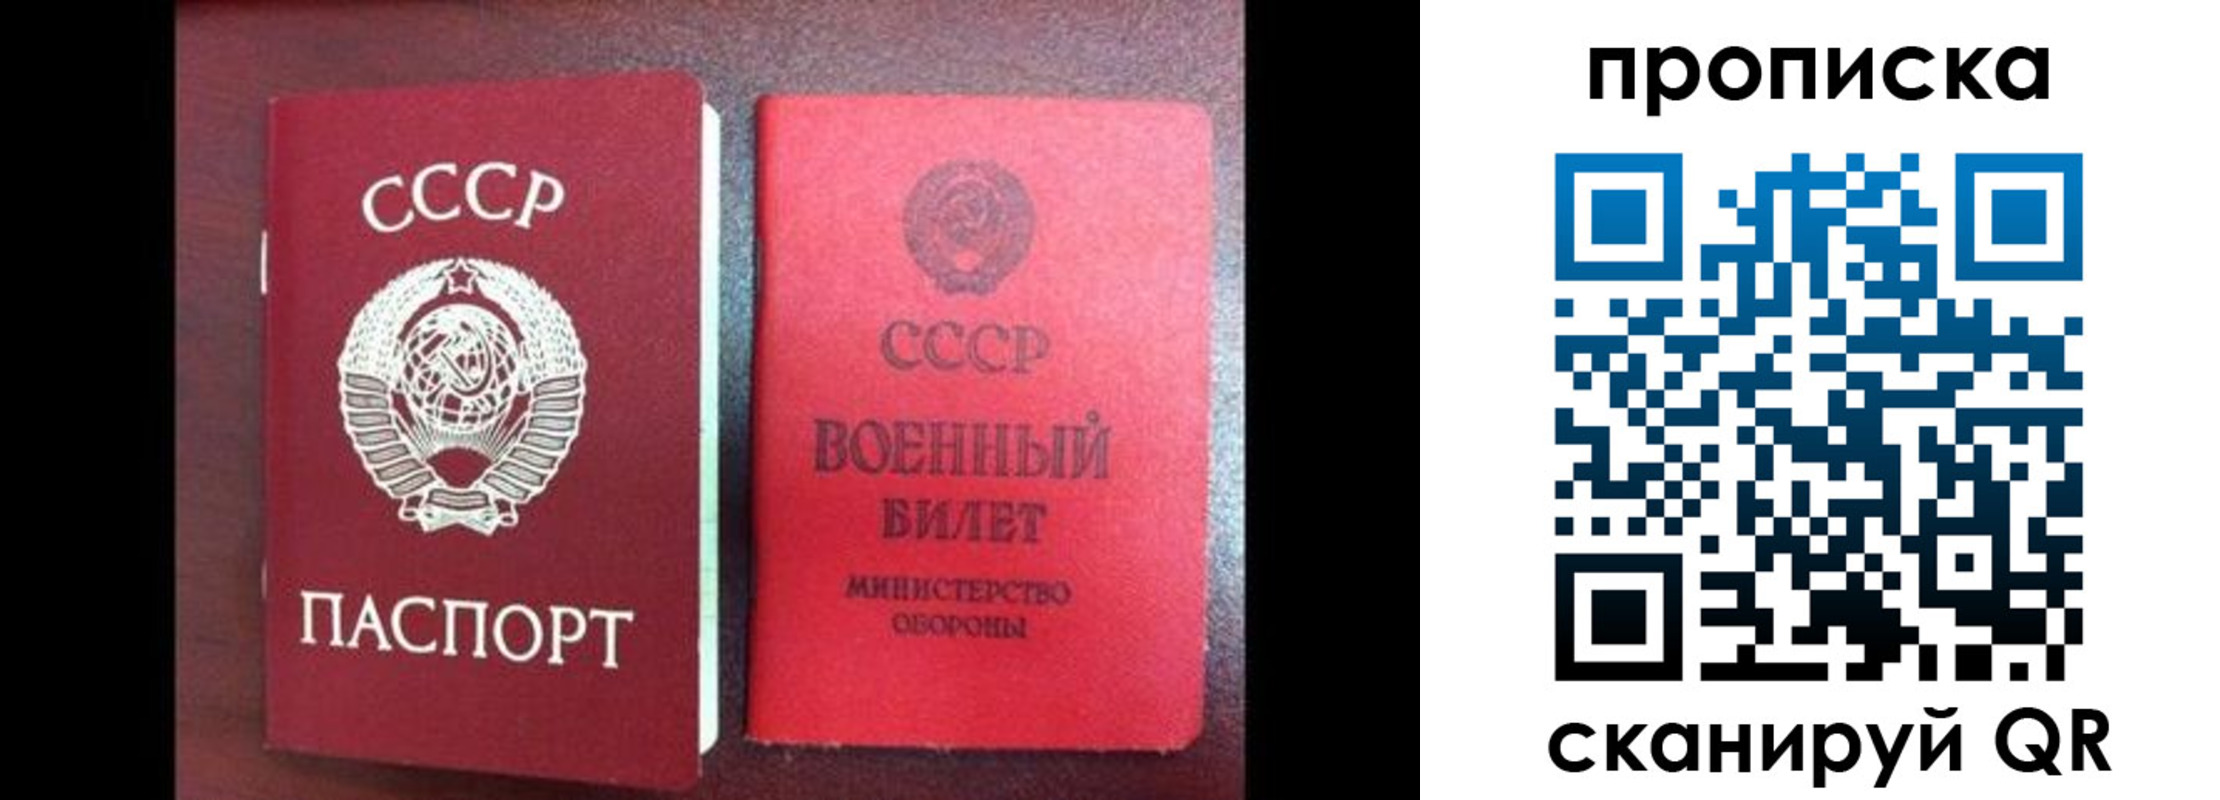 СССР
ПАСПОРТ
СССР
ВОЕННЫЙ
БИЛЕТ
МИНИСТЕРСТВО
ОБОРОНЫ
прописка
сканируй QR